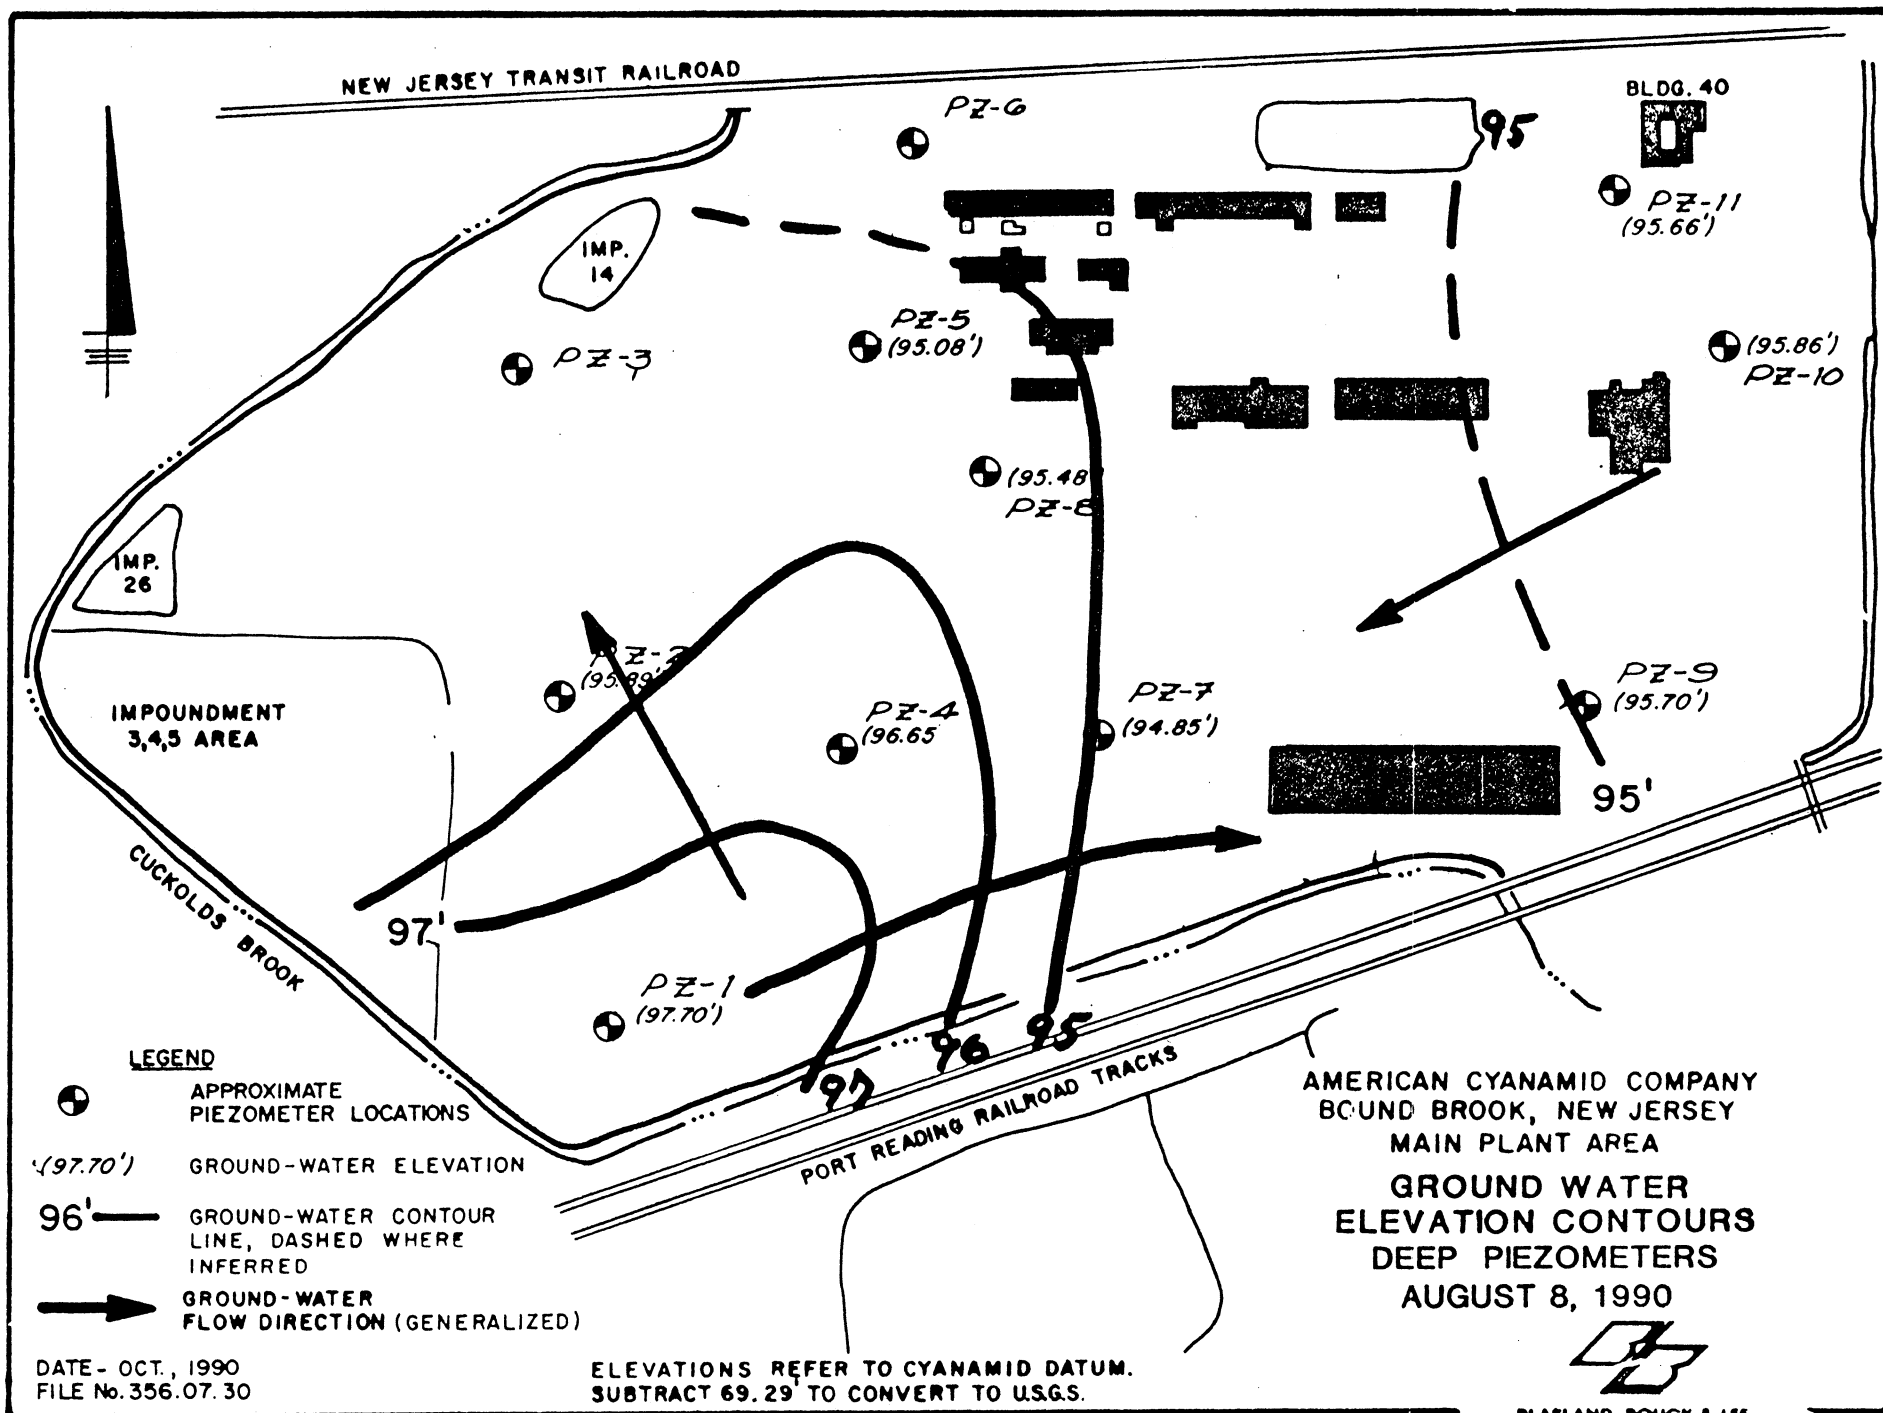 NEW JERSEY TRANSIT RAILROAD
PZ-6
95
BLDG. 40
PZ-11
(95.66')
IMP.
14
PZ-5
(95.08')
PZ-3
(95.86')
PZ-10
(95.48'
PZ-8
IMP.
26
PZ-2
(95.89')
IMPOUNDMENT
3,4,5 AREA
PZ-4
(96.65'
PZ-7
(94.85')
PZ-9
(95.70')
95'
CUCKOLDS BROOK
97'
PZ-1
(97.70')
97
96
95
PORT READING RAILROAD TRACKS
LEGEND
APPROXIMATE
PIEZOMETER LOCATIONS
(97.70') GROUND-WATER ELEVATION
96' GROUND-WATER CONTOUR
LINE, DASHED WHERE
INFERRED
GROUND-WATER
FLOW DIRECTION (GENERALIZED)
DATE- OCT., 1990
FILE No. 356.07.30
ELEVATIONS REFER TO CYANAMID DATUM.
SUBTRACT 69.29' TO CONVERT TO U.S.G.S.
AMERICAN CYANAMID COMPANY
BOUND BROOK, NEW JERSEY
MAIN PLANT AREA
GROUND WATER
ELEVATION CONTOURS
DEEP PIEZOMETERS
AUGUST 8, 1990